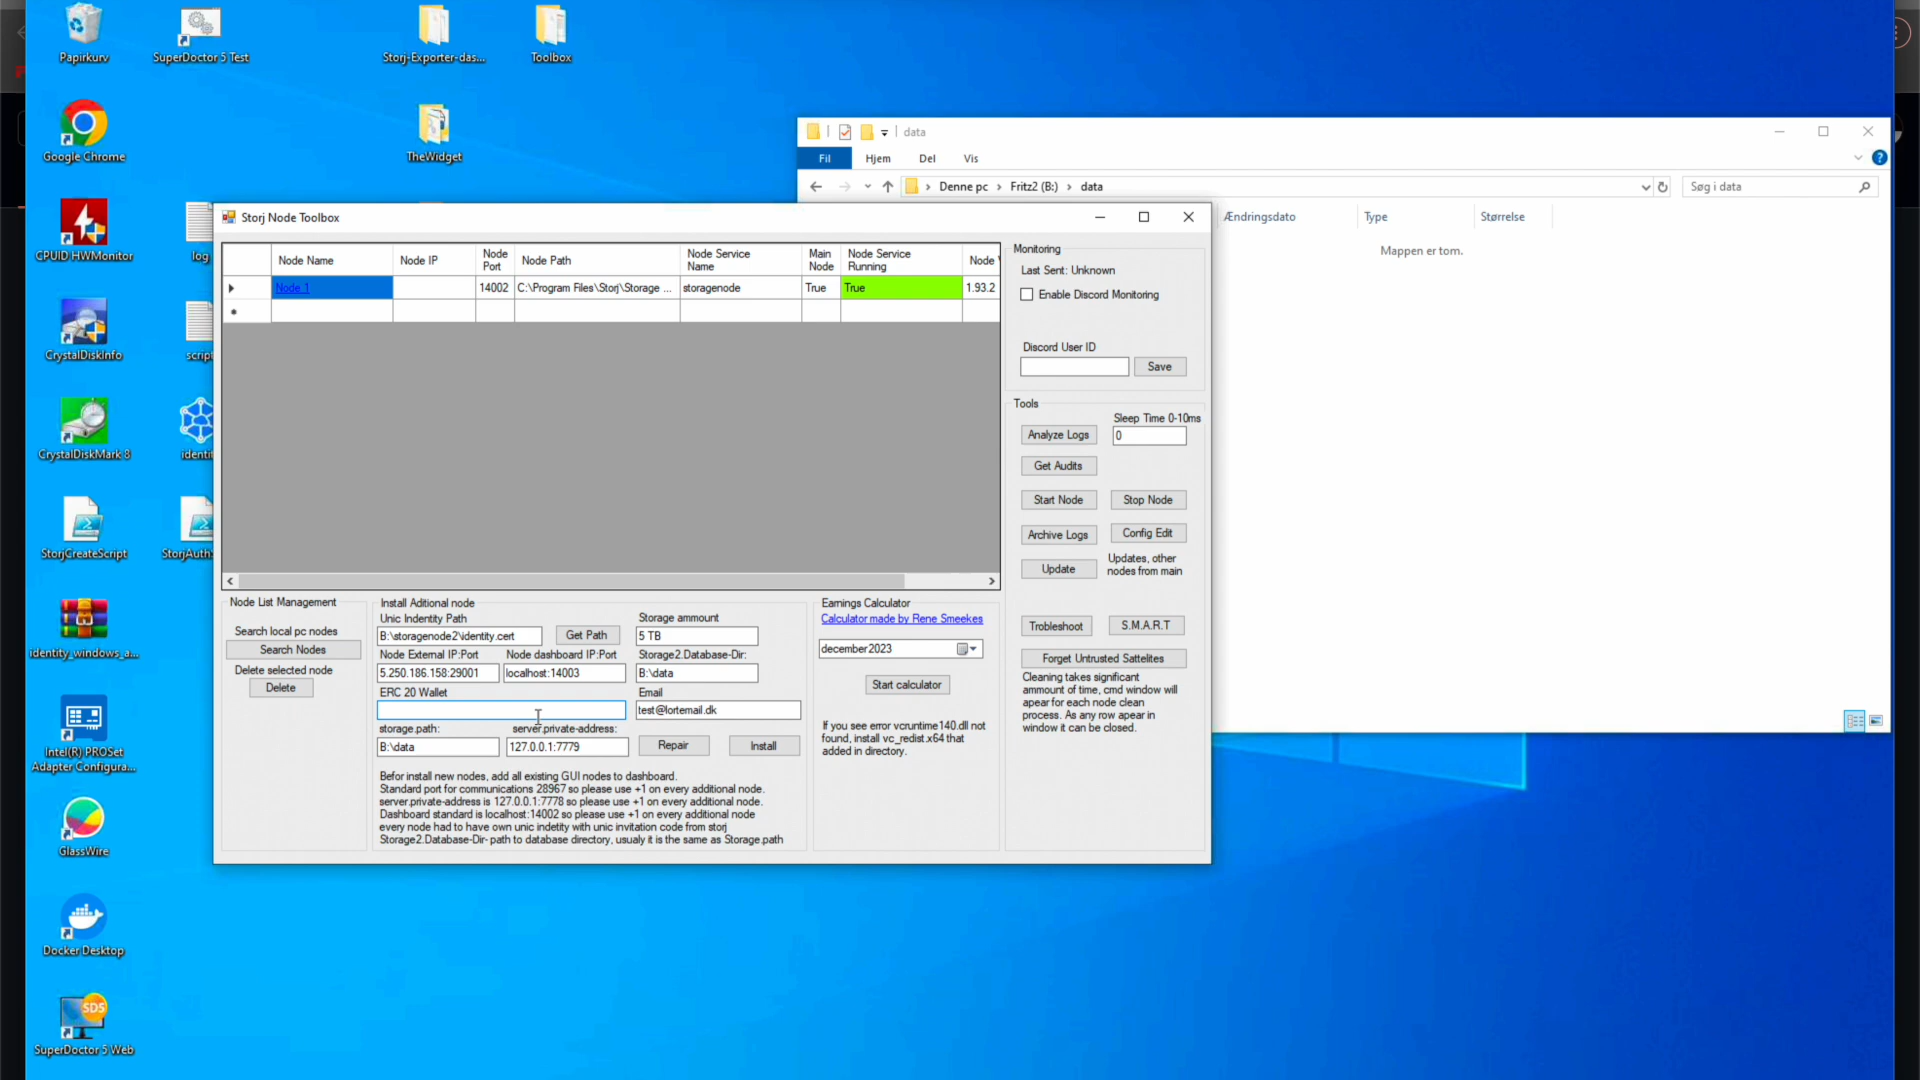 Papirkurv
SuperDoctor 5 Test
Storj-Exporter-das...
Toolbox
Google Chrome
TheWidget
CPUID HWMonitor
log
CrystalDiskInfo
script
CrystalDiskMark 8
identit
StorjCreateScript
StorjAuth
identity_windows_a...
Intel(R) PROSet
Adapter Configura...
GlassWire
Docker Desktop
SDS
SuperDoctor 5 Web
data
Fil
Hjem
Del
Vis
Denne pc
Fritz2 (B:)
data
Søg i data
Ændringsdato
Type
Størrelse
Mappen er tom.
Storj Node Toolbox
Node Name
Node IP
Node
Port
Node Path
Node Service
Name
Main
Node
Node Service
Running
Node
Node 1
14002
C:\Program Files\Storj\Storage ...
storagenode
True
True
1.93.2
Monitoring
Last Sent: Unknown
Enable Discord Monitoring
Discord User ID
Save
Tools
Sleep Time 0-10ms
Analyze Logs
0
Get Audits
Start Node
Stop Node
Archive Logs
Config Edit
Update
Updates, other
nodes from main
Trobleshoot
S.M.A.R.T
Forget Untrusted Sattelites
Cleaning takes significant
ammount of time, cmd window will
apear for each node clean
process. As any row apear in
window it can be closed.
Node List Management
Search local pc nodes
Search Nodes
Delete selected node
Delete
Install Aditional node
Unic Indentity Path
B:\storagenode2\identity.cert
Get Path
Storage ammount
5 TB
Node External IP:Port
5.250.186.158:29001
Node dashboard IP:Port
localhost:14003
Storage2.Database-Dir:
B:\data
ERC 20 Wallet
Email
test@lortemail.dk
storage.path:
B:\data
server.private-address:
127.0.0.1:7779
Repair
Install
Befor install new nodes, add all existing GUI nodes to dashboard.
Standard port for communications 28967 so please use +1 on every additional node.
server.private-address is 127.0.0.1:7778 so please use +1 on every additional node.
Dashboard standard is localhost:14002 so please use +1 on every additional node
every node had to have own unic indetity with unic invitation code from storj
Storage2.Database-Dir- path to database directory, usualy it is the same as Storage.path
Earnings Calculator
Calculator made by Rene Smeekes
december2023
Start calculator
If you see error vcruntime140.dll not
found, install vc_redist.x64 that
added in directory.